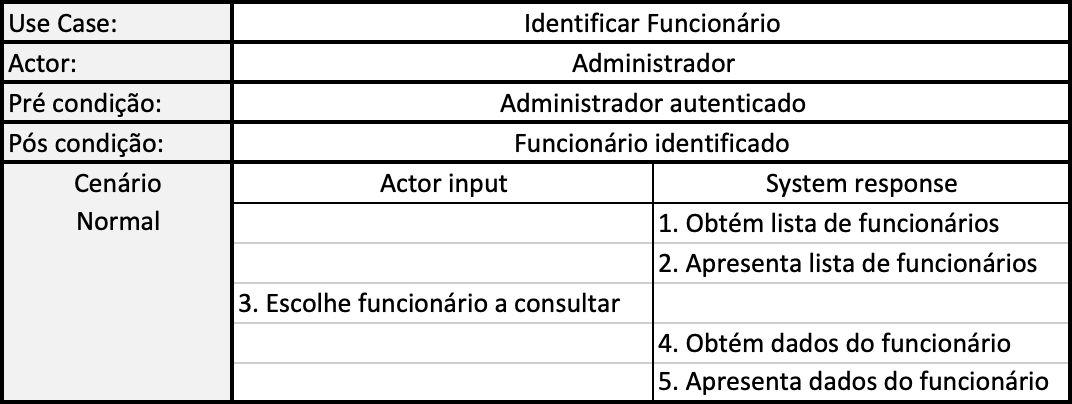 Use Case:
Identificar Funcionário
Actor:
Administrador
Pré condição:
Administrador autenticado
Pós condição:
Funcionário identificado
Cenário
Normal
Actor input
System response
1. Obtém lista de funcionários
2. Apresenta lista de funcionários
3. Escolhe funcionário a consultar
4. Obtém dados do funcionário
5. Apresenta dados do funcionário